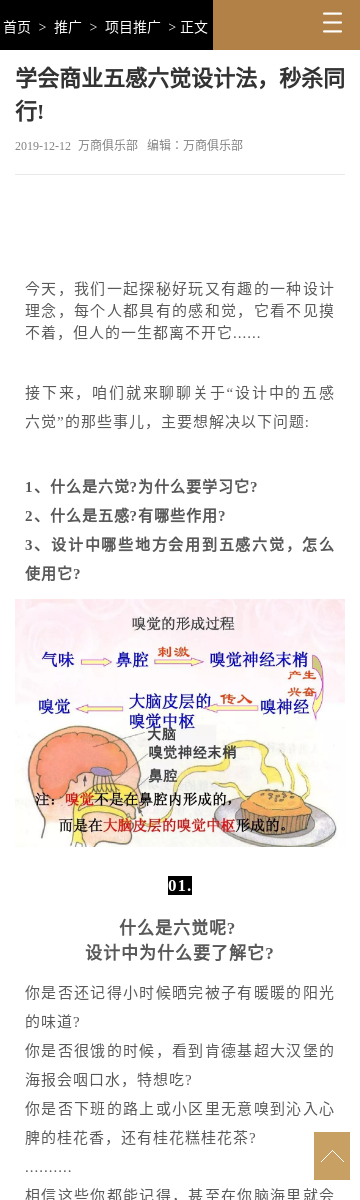 首页 > 推广 > 项目推广 > 正文
学会商业五感六觉设计法，秒杀同
行!
2019-12-12 万商俱乐部 编辑：万商俱乐部
今天，我们一起探秘好玩又有趣的一种设计
理念，每个人都具有的感和觉，它看不见摸
不着，但人的一生都离不开它......
接下来，咱们就来聊聊关于“设计中的五感
六觉”的那些事儿，主要想解决以下问题:
1、什么是六觉?为什么要学习它?
2、什么是五感?有哪些作用?
3、设计中哪些地方会用到五感六觉，怎么
使用它?
嗅觉的形成过程
气味 鼻腔 刺激 嗅觉神经末梢
产生
兴奋
嗅觉 大脑皮层的 传入 嗅神经
嗅觉中枢
大脑
嗅觉神经末梢
鼻腔
注：嗅觉不是在鼻腔内形成的，
而是在大脑皮层的嗅觉中枢形成的。
01.
什么是六觉呢?
设计中为什么要了解它?
你是否还记得小时候晒完被子有暖暖的阳光
的味道?
你是否很饿的时候，看到肯德基超大汉堡的
海报会咽口水，特想吃?
你是否下班的路上或小区里无意嗅到沁入心
脾的桂花香，还有桂花糕桂花茶?
..........
相信这些你都能记得，甚至在你脑海里就会